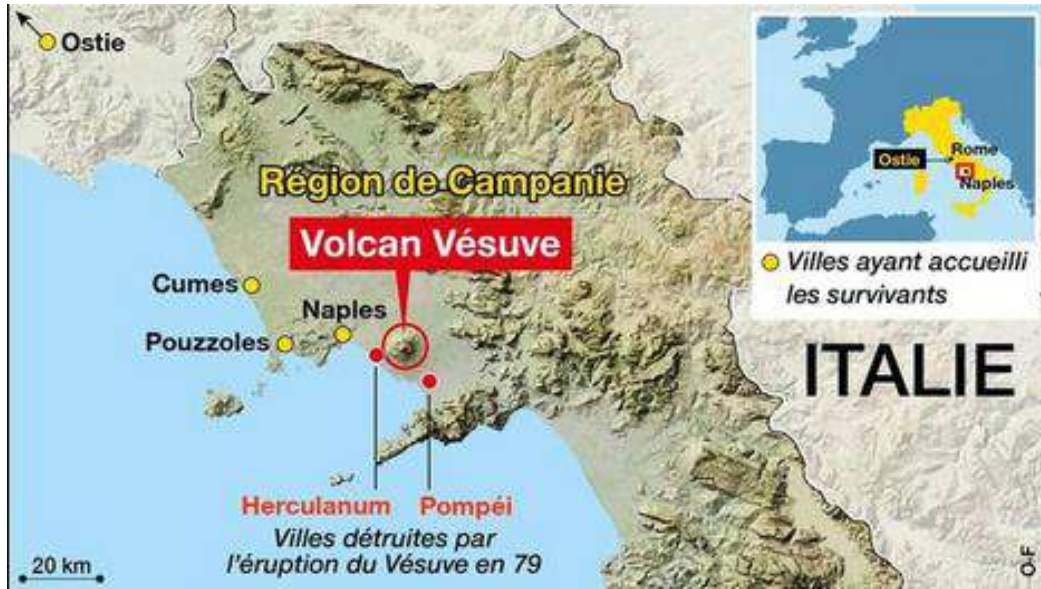 Ostie
Région de Campanie
Volcan Vésuve
Cumes
Naples
Pouzzoles
Herculanum
Pompéi
Villes détruites par
l'éruption du Vésuve en 79
20 km
Rome
Ostie
Naples
Villes ayant accueilli
les survivants
ITALIE
O-F